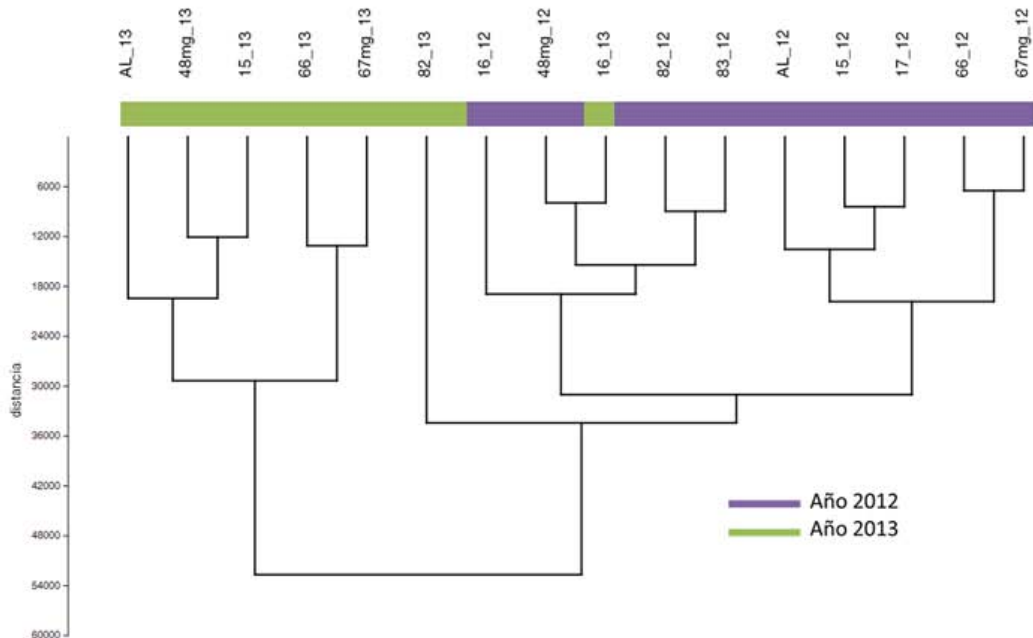 AL_13
48mg_13
15_13
66_13
67mg_13
82_13
16_12
48mg_12
16_13
82_12
83_12
AL_12
15_12
17_12
66_12
67mg_12
6000
12000
18000
24000
30000
36000
42000
48000
54000
60000
distancia
Año 2012
Año 2013